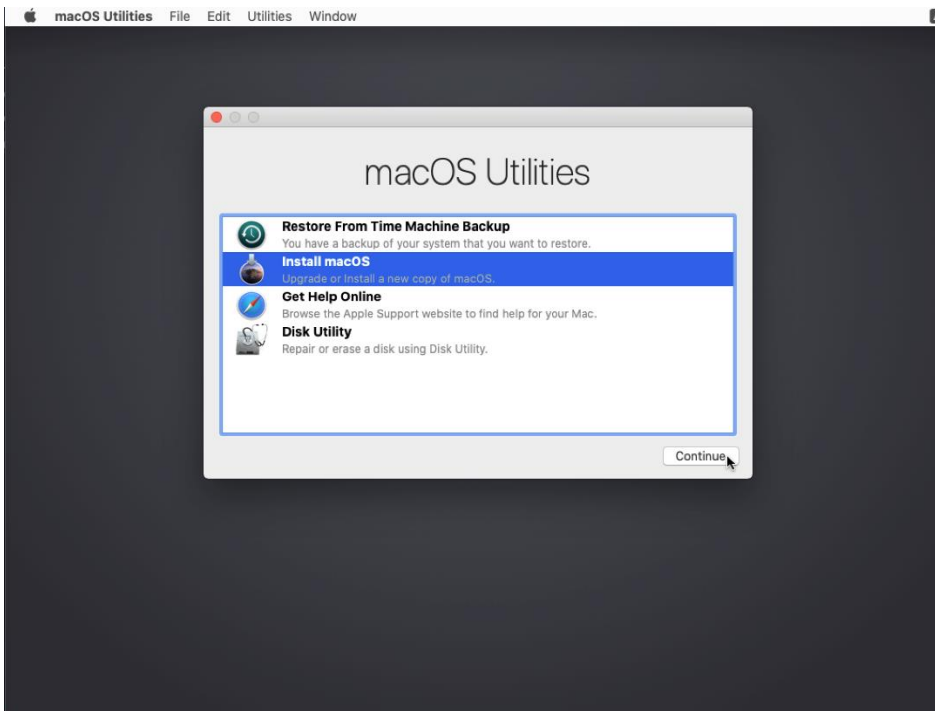 macOS Utilities File Edit Utilities Window
macOS Utilities
Restore From Time Machine Backup
You have a backup of your system that you want to restore.
Install macOS
Upgrade or Install a new copy of macOS.
Get Help Online
Browse the Apple Support website to find help for your Mac.
Disk Utility
Repair or erase a disk using Disk Utility.
Continue